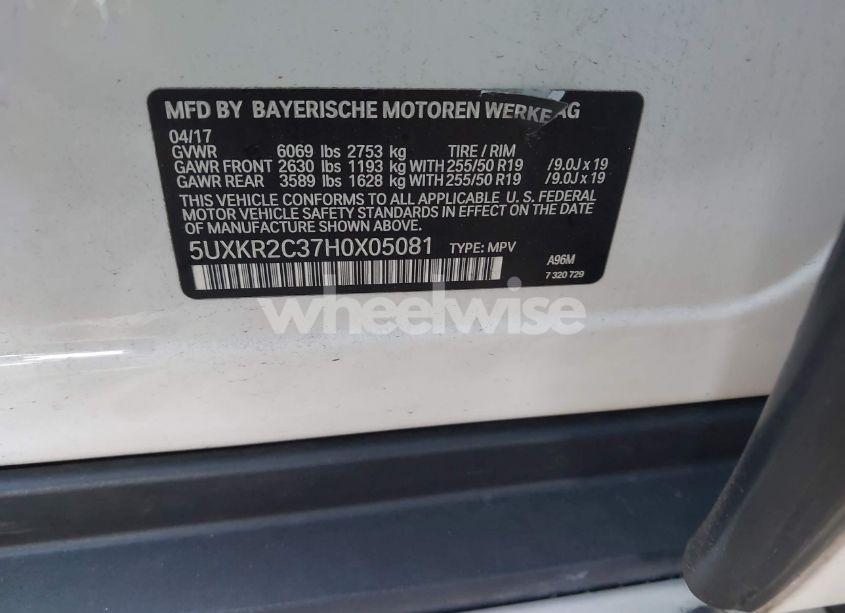 MFD BY BAYERISCHE MOTOREN WERKE AG
04/17
GVWR 6069 lbs 2753 kg TIRE / RIM
GAWR FRONT 2630 lbs 1193 kg WITH 255/50 R19 /9.0J x 19
GAWR REAR 3589 lbs 1628 kg WITH 255/50 R19 /9.0J x 19
THIS VEHICLE CONFORMS TO ALL APPLICABLE U. S. FEDERAL
MOTOR VEHICLE SAFETY STANDARDS IN EFFECT ON THE DATE
OF MANUFACTURE SHOWN ABOVE.
5UXKR2C37H0X05081 TYPE: MPV
A96M
7 320 729
wheelwise